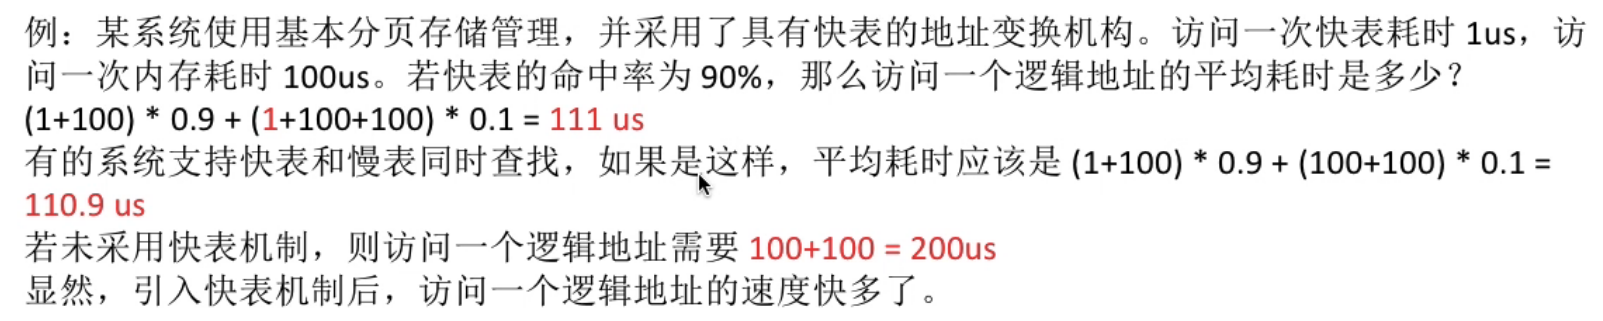 例：某系统使用基本分页存储管理，并采用了具有快表的地址变换机构。访问一次快表耗时 1us，访
问一次内存耗时 100us。若快表的命中率为 90%，那么访问一个逻辑地址的平均耗时是多少？
(1+100) * 0.9 + (1+100+100) * 0.1 = 111 us
有的系统支持快表和慢表同时查找，如果是这样，平均耗时应该是 (1+100) * 0.9 + (100+100) * 0.1 =
110.9 us
若未采用快表机制，则访问一个逻辑地址需要 100+100 = 200us
显然，引入快表机制后，访问一个逻辑地址的速度快多了。